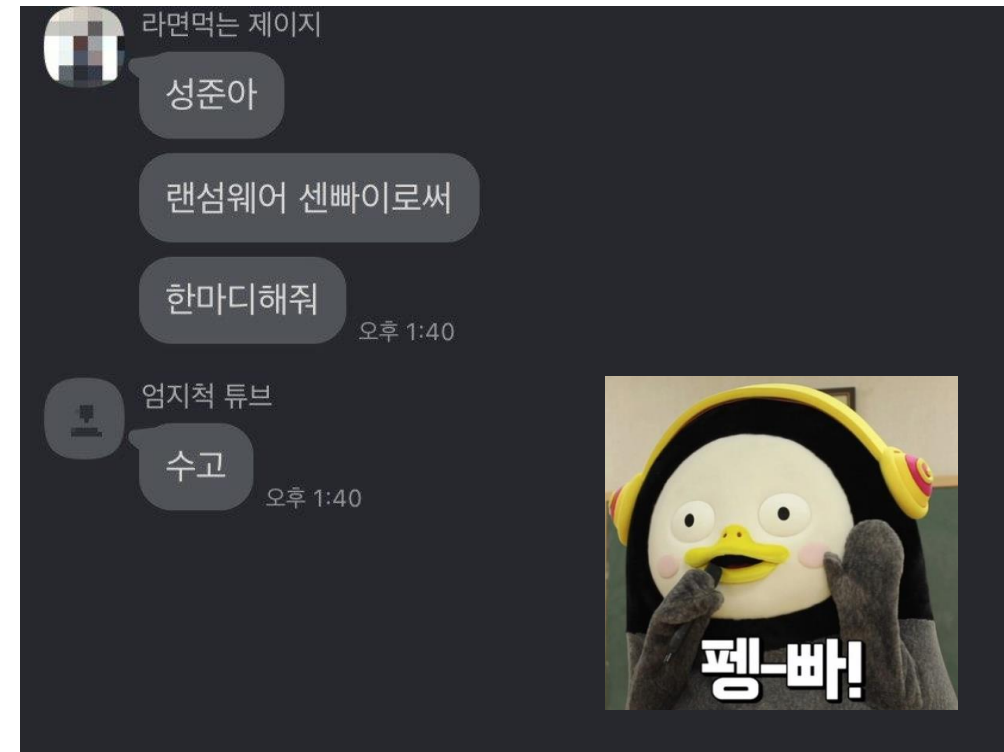 라면먹는 제이지
성준아
랜섬웨어 센빠이로써
한마디해줘
오후 1:40
엄지척 튜브
수고
오후 1:40
펭-빠!